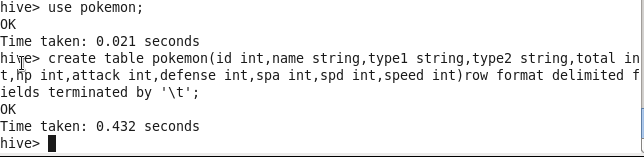 hive> use pokemon;
OK
Time taken: 0.021 seconds
hive> create table pokemon(id int,name string,type1 string,type2 string,total in
t,hp int,attack int,defense int,spa int,spd int,speed int)row format delimited f
ields terminated by '\t';
OK
Time taken: 0.432 seconds
hive>